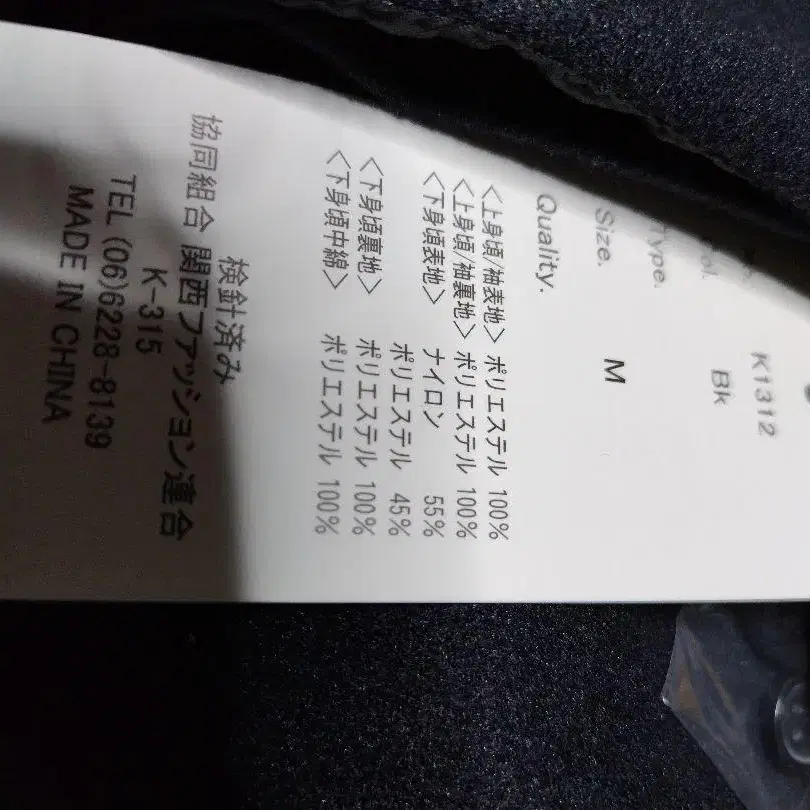 K1312
Col. Bk
Type.
Size. M
Quality.
<上身頃/袖表地> ポリエステル 100%
<上身頃/袖裏地> ポリエステル 100%
<下身頃表地> ナイロン 55%
ポリエステル 45%
<下身頃裏地> ポリエステル 100%
<下身頃中綿> ポリエステル 100%
検針済み
協同組合 関西ファッション連合
K-315
TEL (06)6228-8139
MADE IN CHINA